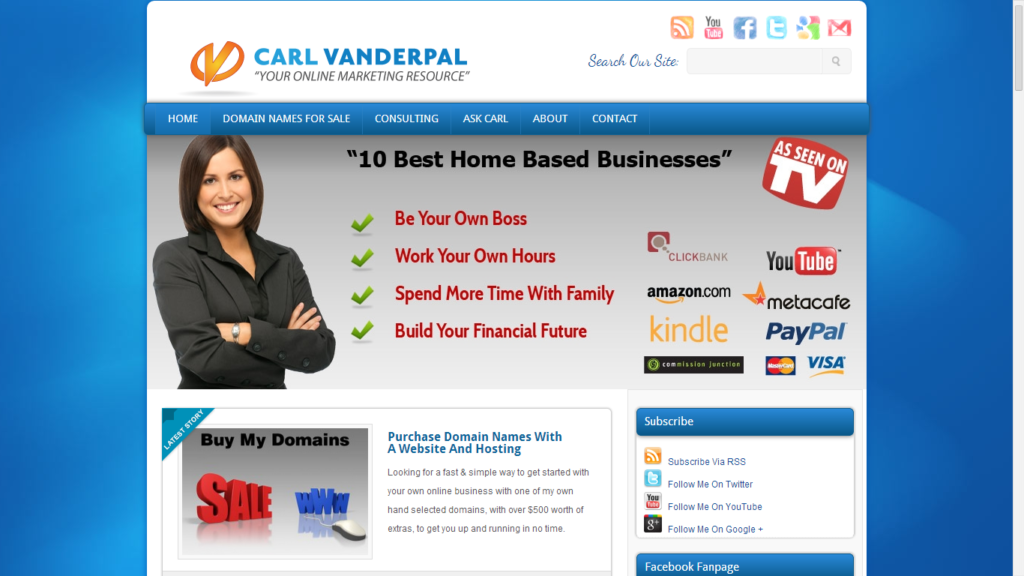 You
Tube
CARL VANDERPAL
“YOUR ONLINE MARKETING RESOURCE”
Search Our Site:
HOME
DOMAIN NAMES FOR SALE
CONSULTING
ASK CARL
ABOUT
CONTACT
“10 Best Home Based Businesses”
AS SEEN ON
TV
Be Your Own Boss
Work Your Own Hours
Spend More Time With Family
Build Your Financial Future
CLICKBANK
YouTube
amazon.com
metacafe
kindle
PayPal
commission junction
MasterCard
VISA
LATEST STORY
Buy My Domains
SALE
WWW
Purchase Domain Names With
A Website And Hosting
Looking for a fast & simple way to get started with
your own online business with one of my own
hand selected domains, with over $500 worth of
extras, to get you up and running in no time.
Subscribe
Subscribe Via RSS
Follow Me On Twitter
You
Tube
Follow Me On YouTube
g+
Follow Me On Google +
Facebook Fanpage